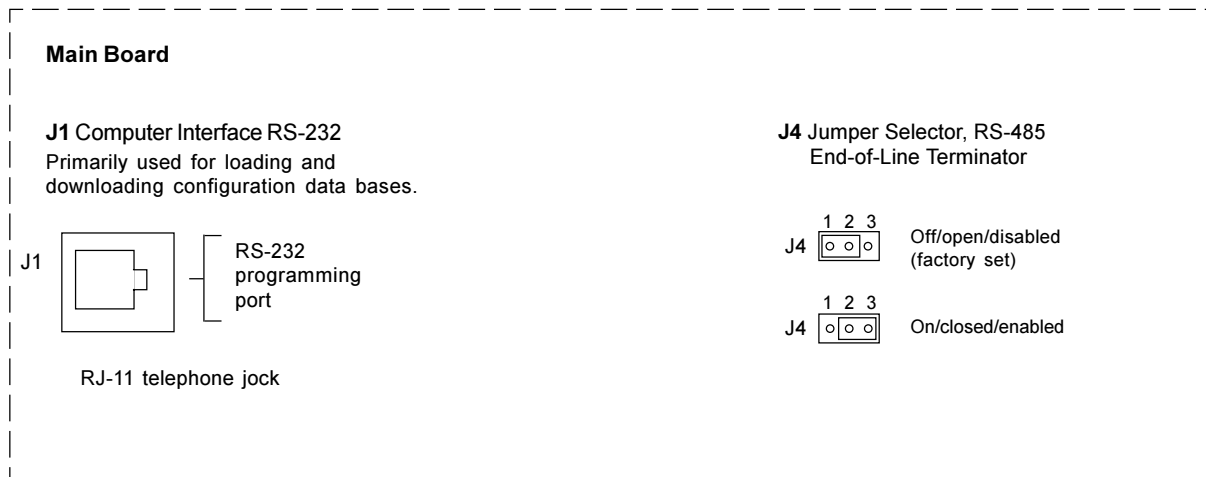 Main Board
J1 Computer Interface RS-232
Primarily used for loading and
downloading configuration data bases.
J1
RS-232
programming
port
RJ-11 telephone jock
J4 Jumper Selector, RS-485
End-of-Line Terminator
1 2 3
J4
Off/open/disabled
(factory set)
1 2 3
J4
On/closed/enabled